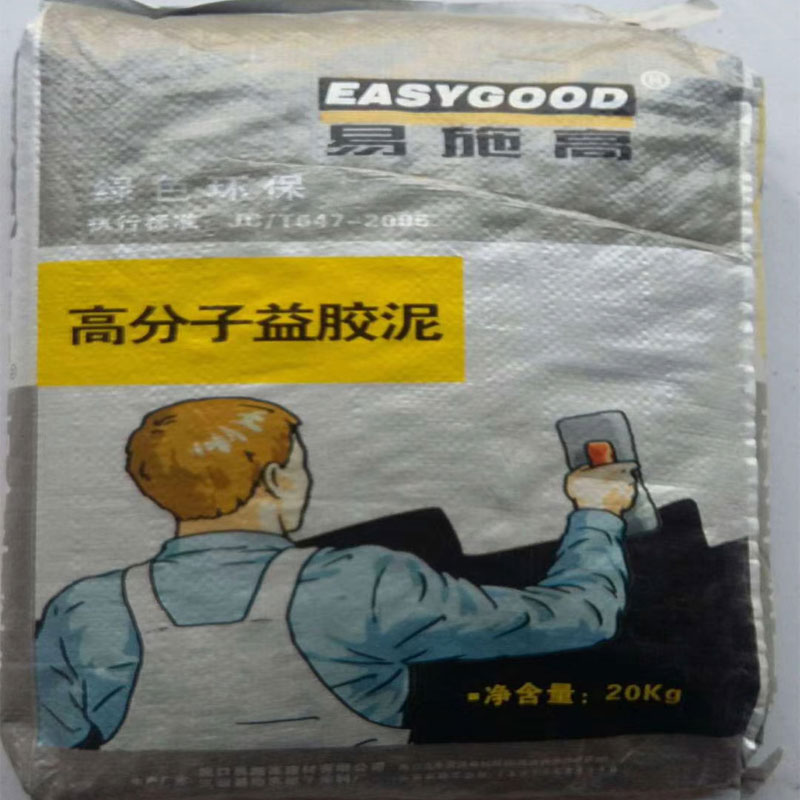 EASYGOOD®
易施高
绿色环保
执行标准: JC/T547-2005
高分子益胶泥
净含量: 20Kg